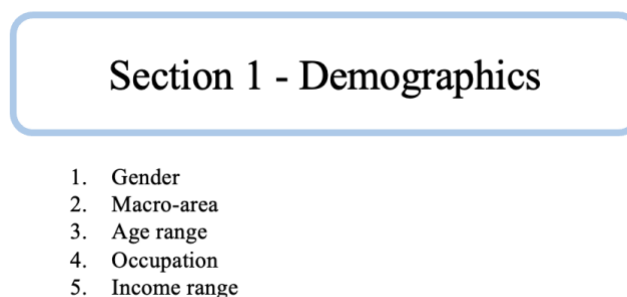 Section 1 - Demographics
1. Gender
2. Macro-area
3. Age range
4. Occupation
5. Income range